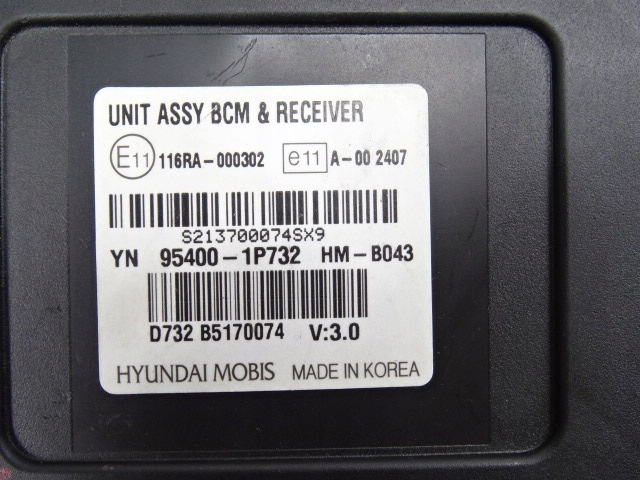 UNIT ASSY BCM & RECEIVER
E11 116RA-000302 e11 A-00 2407
S213700074SX9
YN 95400-1P732 HM-B043
D732 B5170074 V:3.0
HYUNDAI MOBIS MADE IN KOREA